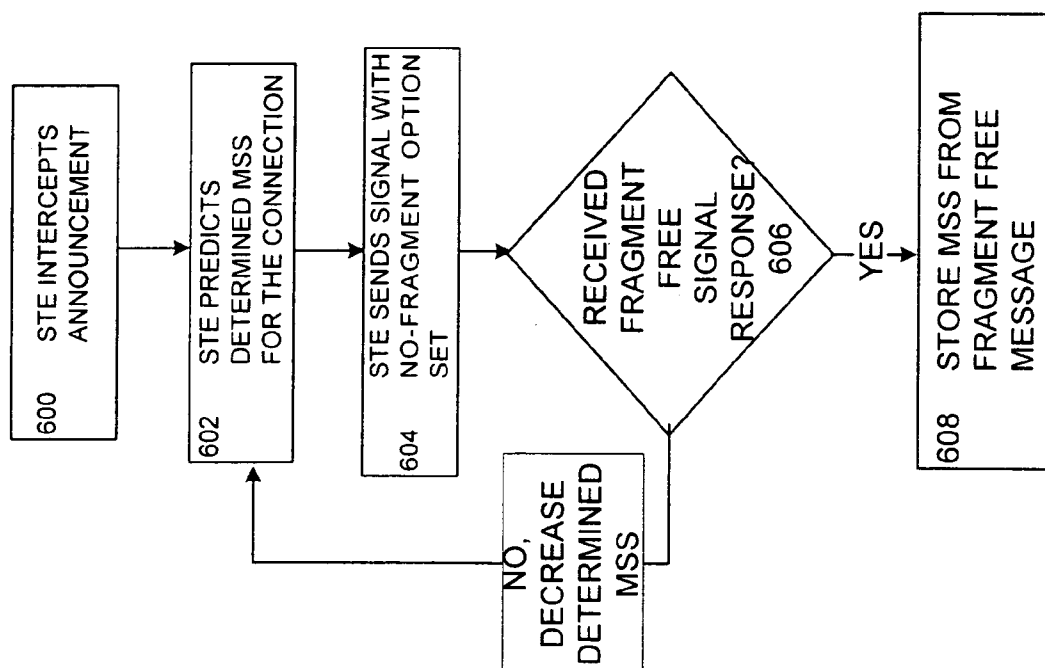 STE INTERCEPTS
ANNOUNCEMENT
600
STE PREDICTS
DETERMINED MSS
FOR THE CONNECTION
602
STE SENDS SIGNAL WITH
NO-FRAGMENT OPTION
SET
604
RECEIVED
FRAGMENT
FREE
SIGNAL
RESPONSE?
606
NO,
DECREASE
DETERMINED
MSS
YES
608 STORE MSS FROM
FRAGMENT FREE
MESSAGE